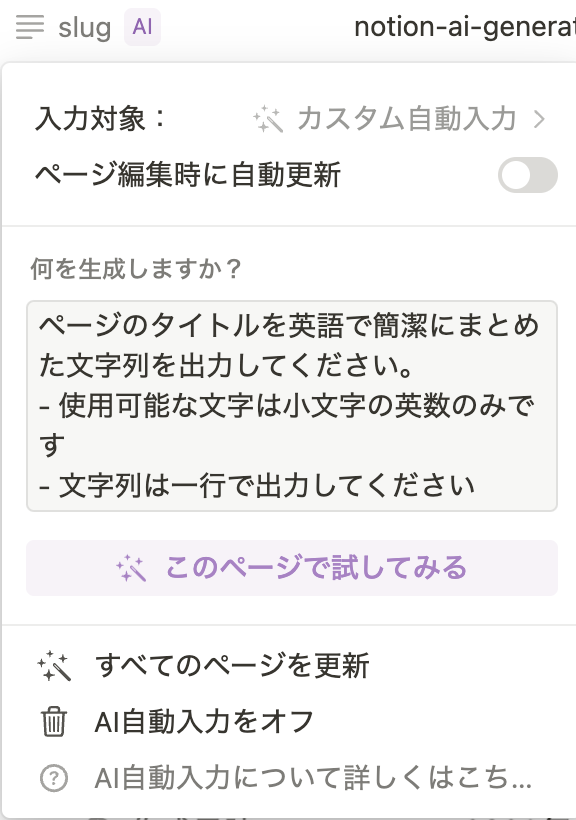 slug AI notion-ai-generat
入力対象： カスタム自動入力
ページ編集時に自動更新
何を生成しますか？
ページのタイトルを英語で簡潔にまとめ
た文字列を出力してください。
- 使用可能な文字は小文字の英数のみで
す
- 文字列は一行で出力してください
このページで試してみる
すべてのページを更新
AI自動入力をオフ
AI自動入力について詳しくはこち...